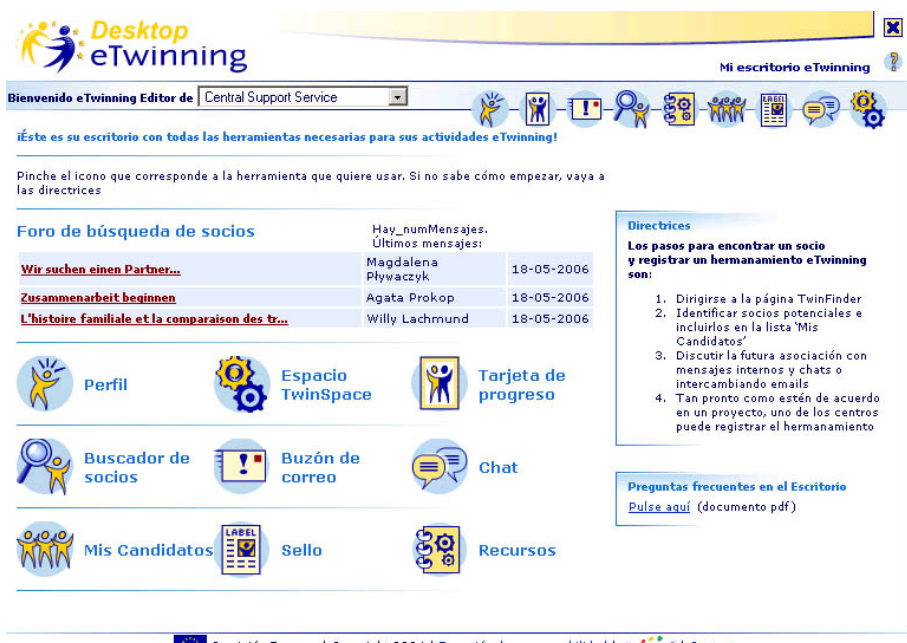 Desktop
eTwinning
Mi escritorio eTwinning
Bienvenido eTwinning Editor de Central Support Service
¡Éste es su escritorio con todas las herramientas necesarias para sus actividades eTwinning!
Pinche el icono que corresponde a la herramienta que quiere usar. Si no sabe cómo empezar, vaya a
las directrices
Foro de búsqueda de socios
Hay_numMensajes.
Últimos mensajes:
Wir suchen einen Partner... Magdalena Pływaczyk 18-05-2006
Zusammenarbeit beginnen Agata Prokop 18-05-2006
L'histoire familiale et la comparaison des tr... Willy Lachmund 18-05-2006
Perfil
Espacio
TwinSpace
Tarjeta de
progreso
Buscador de
socios
Buzón de
correo
Chat
Mis Candidatos
LABEL
Sello
Recursos
Directrices
Los pasos para encontrar un socio
y registrar un hermanamiento eTwinning
son:
1. Dirigirse a la página TwinFinder
2. Identificar socios potenciales e
incluirlos en la lista 'Mis
Candidatos'
3. Discutir la futura asociación con
mensajes internos y chats o
intercambiando emails
4. Tan pronto como estén de acuerdo
en un proyecto, uno de los centros
puede registrar el hermanamiento
Preguntas frecuentes en el Escritorio
Pulse aquí (documento pdf)